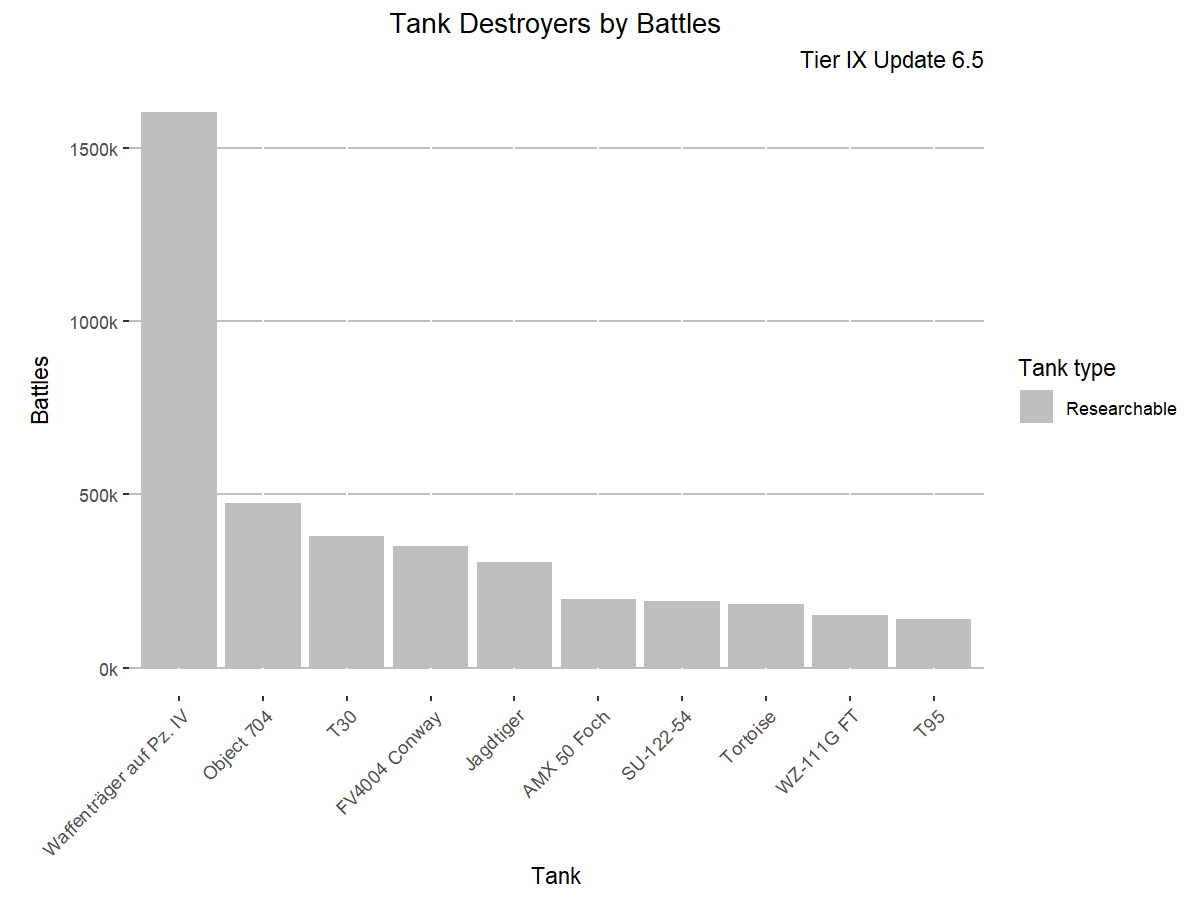 Tank Destroyers by Battles
Tier IX Update 6.5
Battles
1500k
1000k
500k
0k
Waffenträger auf Pz. IV
Object 704
T30
FV4004 Conway
Jagdtiger
AMX 50 Foch
SU-122-54
Tortoise
WZ-111G FT
T95
Tank
Tank type
Researchable